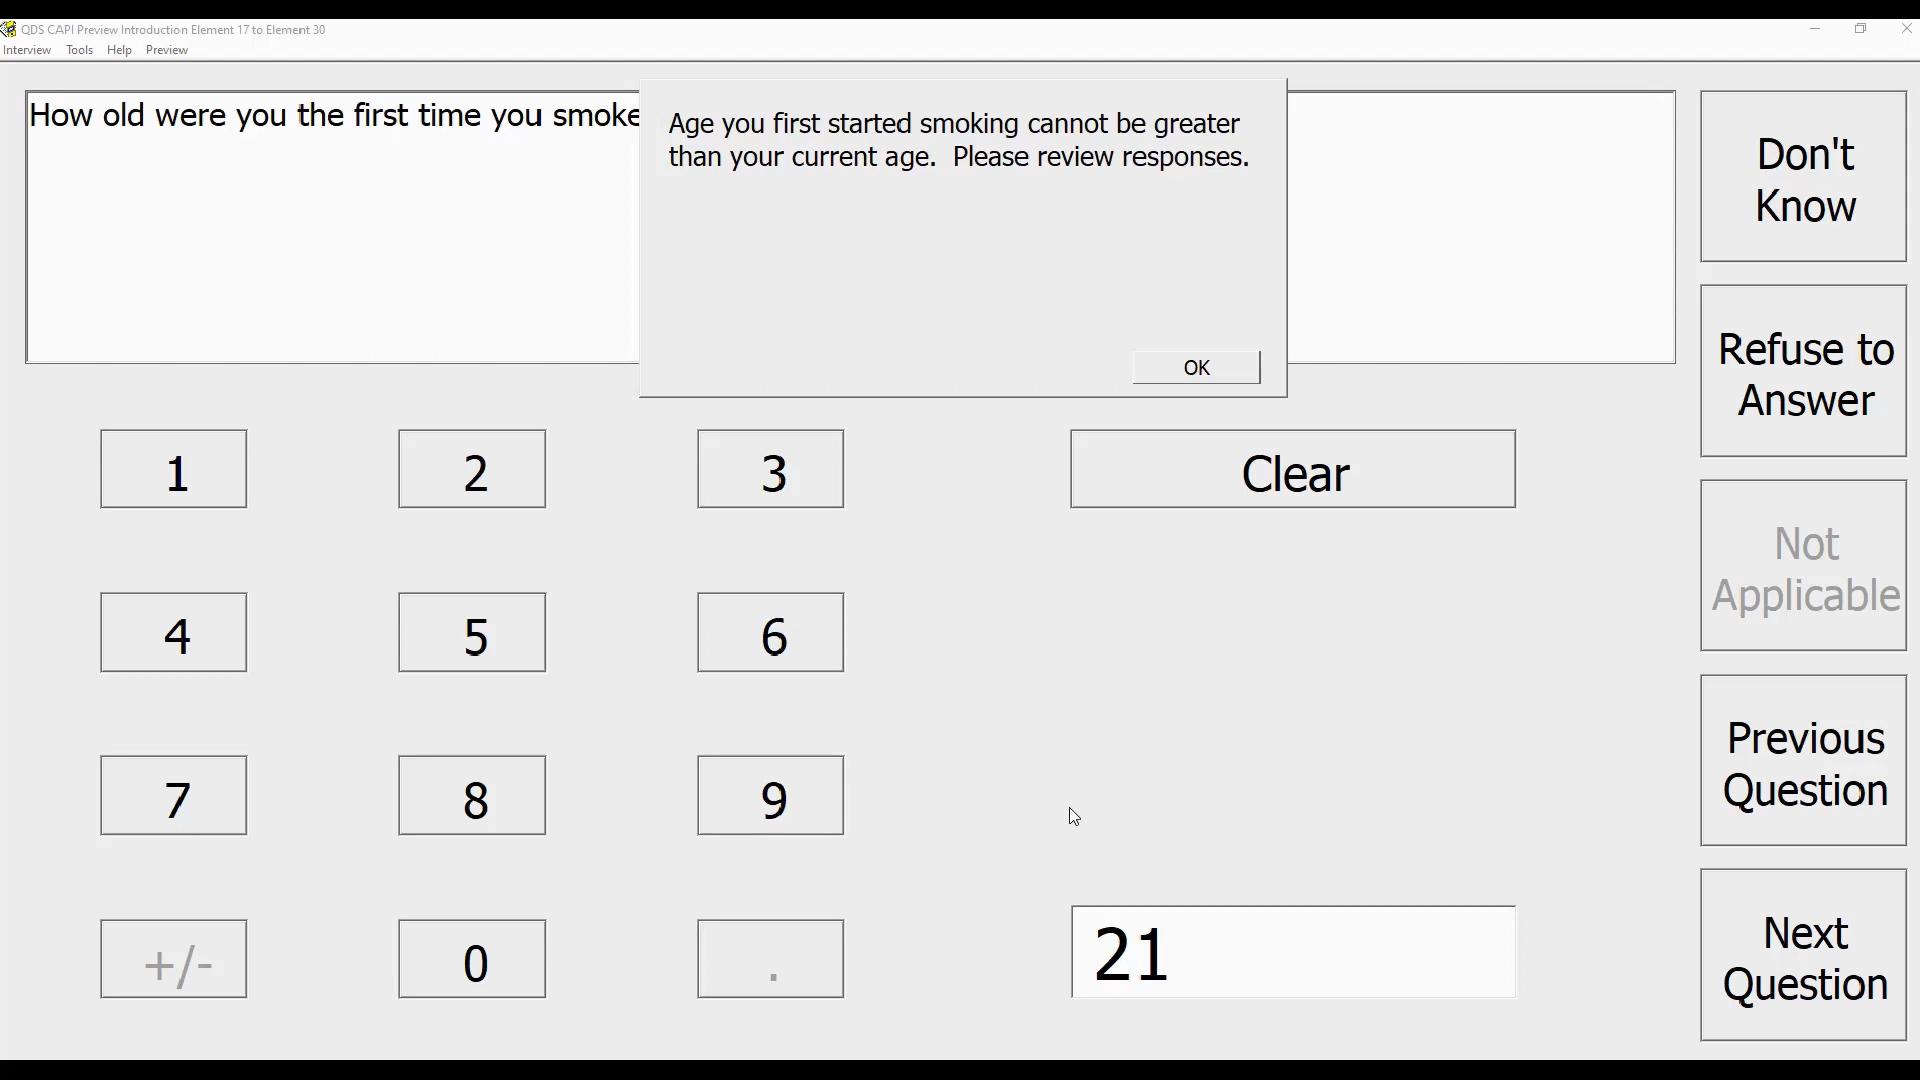 QDS CAPI Preview Introduction Element 17 to Element 30
Interview Tools Help Preview
How old were you the first time you smoke
Age you first started smoking cannot be greater
than your current age.  Please review responses.
OK
Don't
Know
Refuse to
Answer
Not
Applicable
Previous
Question
Next
Question
1 2 3 Clear
4 5 6
7 8 9
+/- 0 .
21